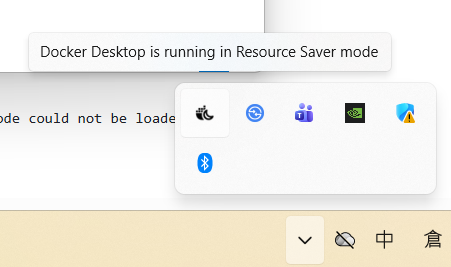 Docker Desktop is running in Resource Saver mode
ode could not be loade
中
倉